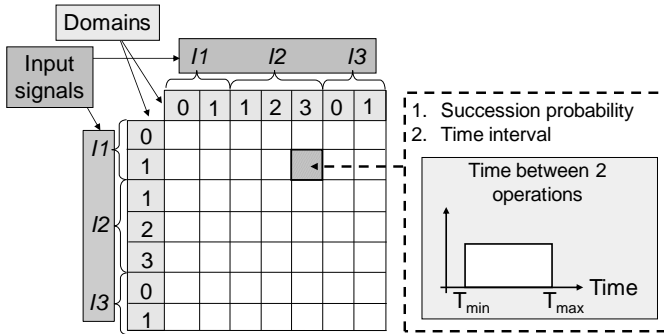 Domains
Input
signals
I1 I2 I3
0 1 1 2 3 0 1
I1
0
1
I2
1
2
3
I3
0
1
1. Succession probability
2. Time interval
Time between 2
operations
Time
Tmin Tmax